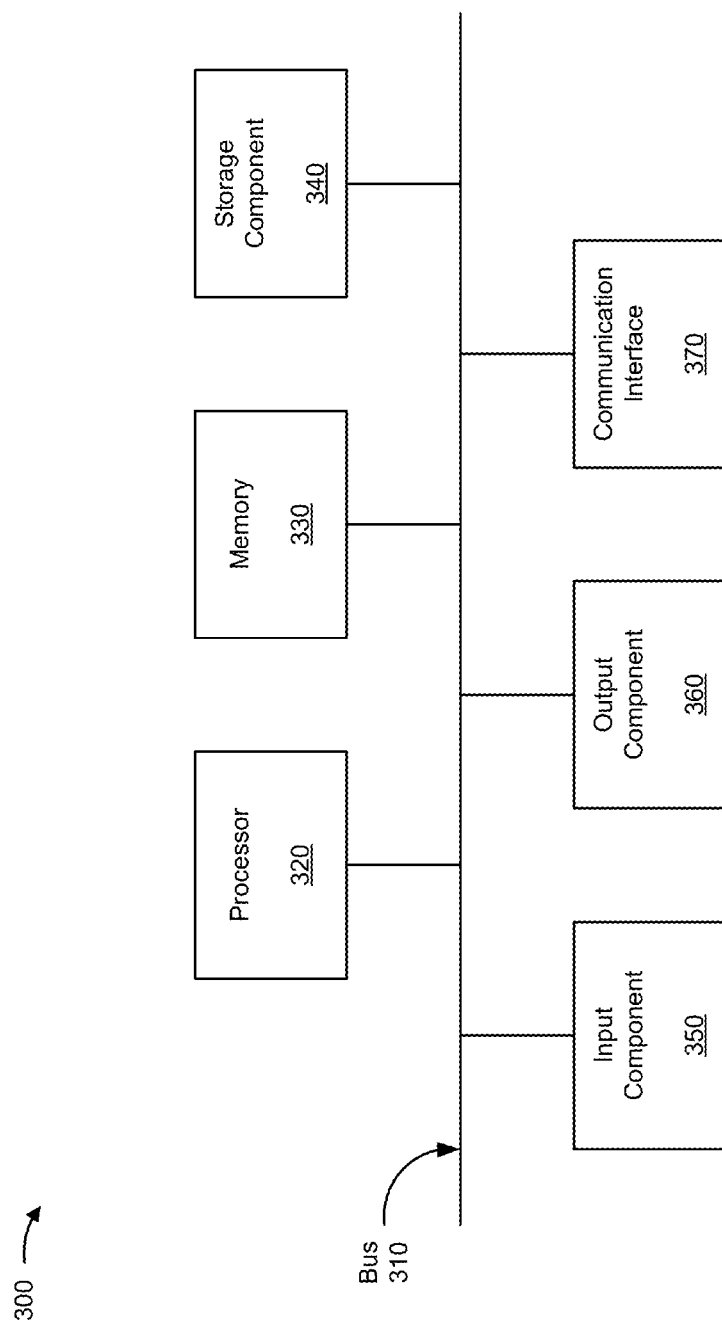 300
Bus
310
Processor
320
Memory
330
Storage
Component
340
Input
Component
350
Output
Component
360
Communication
Interface
370